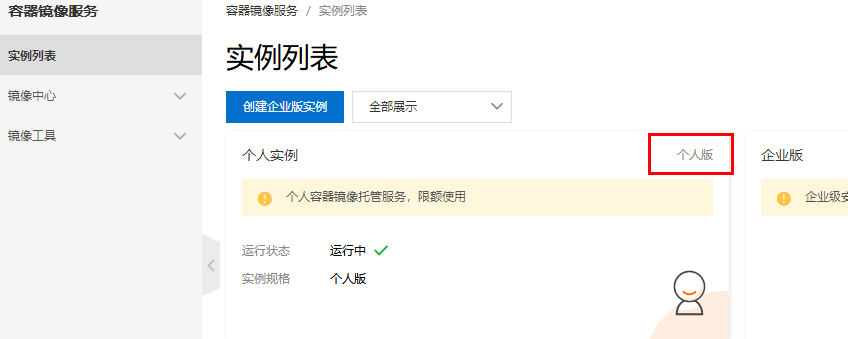 容器镜像服务
容器镜像服务 / 实例列表
实例列表
镜像中心
镜像工具
实例列表
创建企业版实例
全部展示
个人实例
个人版
个人容器镜像托管服务，限额使用
运行状态 运行中
实例规格 个人版
企业版
企业级安